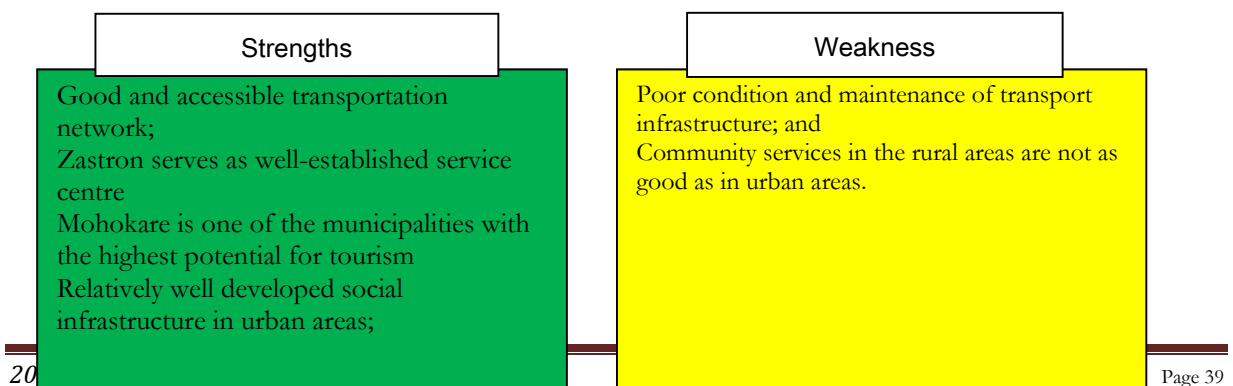 Strengths
Good and accessible transportation
network;
Zastron serves as well-established service
centre
Mohokare is one of the municipalities with
the highest potential for tourism
Relatively well developed social
infrastructure in urban areas;
Weakness
Poor condition and maintenance of transport
infrastructure; and
Community services in the rural areas are not as
good as in urban areas.
20
Page 39